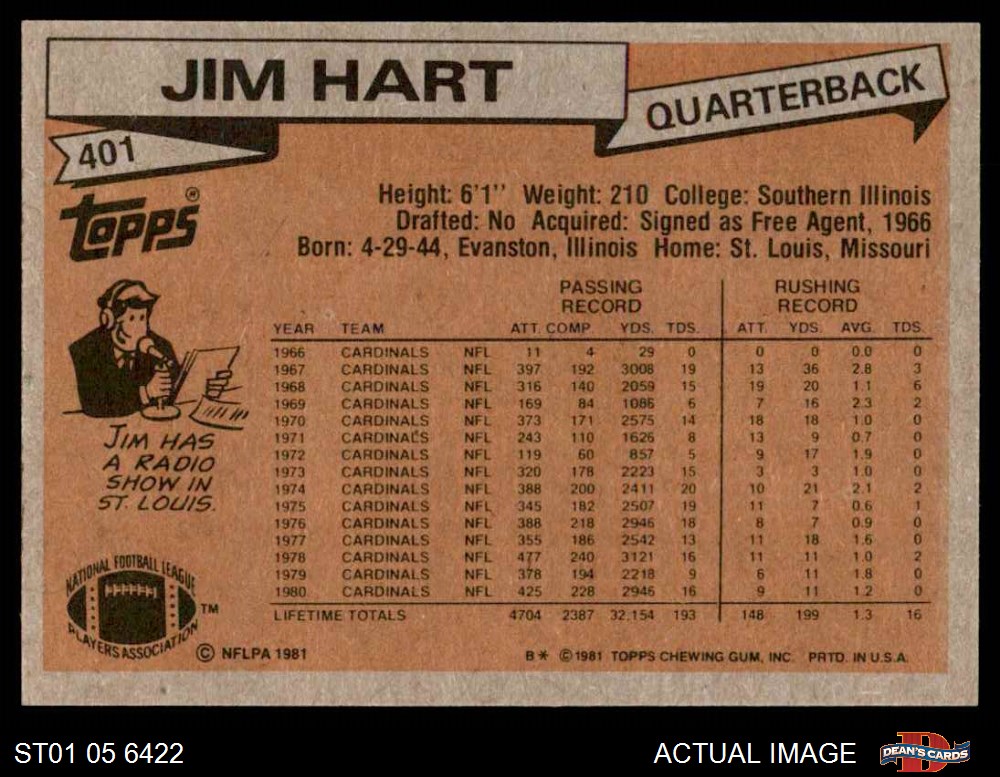 JIM HART
QUARTERBACK
401
Topps®
Height: 6'1'' Weight: 210 College: Southern Illinois
Drafted: No Acquired: Signed as Free Agent, 1966
Born: 4-29-44, Evanston, Illinois Home: St. Louis, Missouri
PASSING RECORD RUSHING RECORD
YEAR TEAM ATT. COMP YDS. TDS. ATT. YDS. AVG. TDS.
1966 CARDINALS NFL 11 4 29 0 0 0 0.0 0
1967 CARDINALS NFL 397 192 3008 19 13 36 2.8 3
1968 CARDINALS NFL 316 140 2059 15 19 20 1.1 6
1969 CARDINALS NFL 169 84 1086 6 7 16 2.3 2
1970 CARDINALS NFL 373 171 2575 14 18 18 1.0 0
1971 CARDINALS NFL 243 110 1626 8 13 9 0.7 0
1972 CARDINALS NFL 119 60 857 5 9 17 1.9 0
1973 CARDINALS NFL 320 178 2223 15 3 3 1.0 0
1974 CARDINALS NFL 388 200 2411 20 10 21 2.1 2
1975 CARDINALS NFL 345 182 2507 19 11 7 0.6 1
1976 CARDINALS NFL 388 218 2946 18 8 7 0.9 0
1977 CARDINALS NFL 355 186 2542 13 11 18 1.6 0
1978 CARDINALS NFL 477 240 3121 16 11 11 1.0 2
1979 CARDINALS NFL 378 194 2218 9 6 11 1.8 0
1980 CARDINALS NFL 425 228 2946 16 9 11 1.2 0
LIFETIME TOTALS 4704 2387 32,154 193 148 199 1.3 16
JIM HAS
A RADIO
SHOW IN
ST. LOUIS.
NATIONAL FOOTBALL LEAGUE
PLAYERS ASSOCIATION
TM
© NFLPA 1981
B* ©1981 TOPPS CHEWING GUM, INC. PRTD. IN U.S.A.
ST01 05 6422
ACTUAL IMAGE
D
DEAN'S CARDS